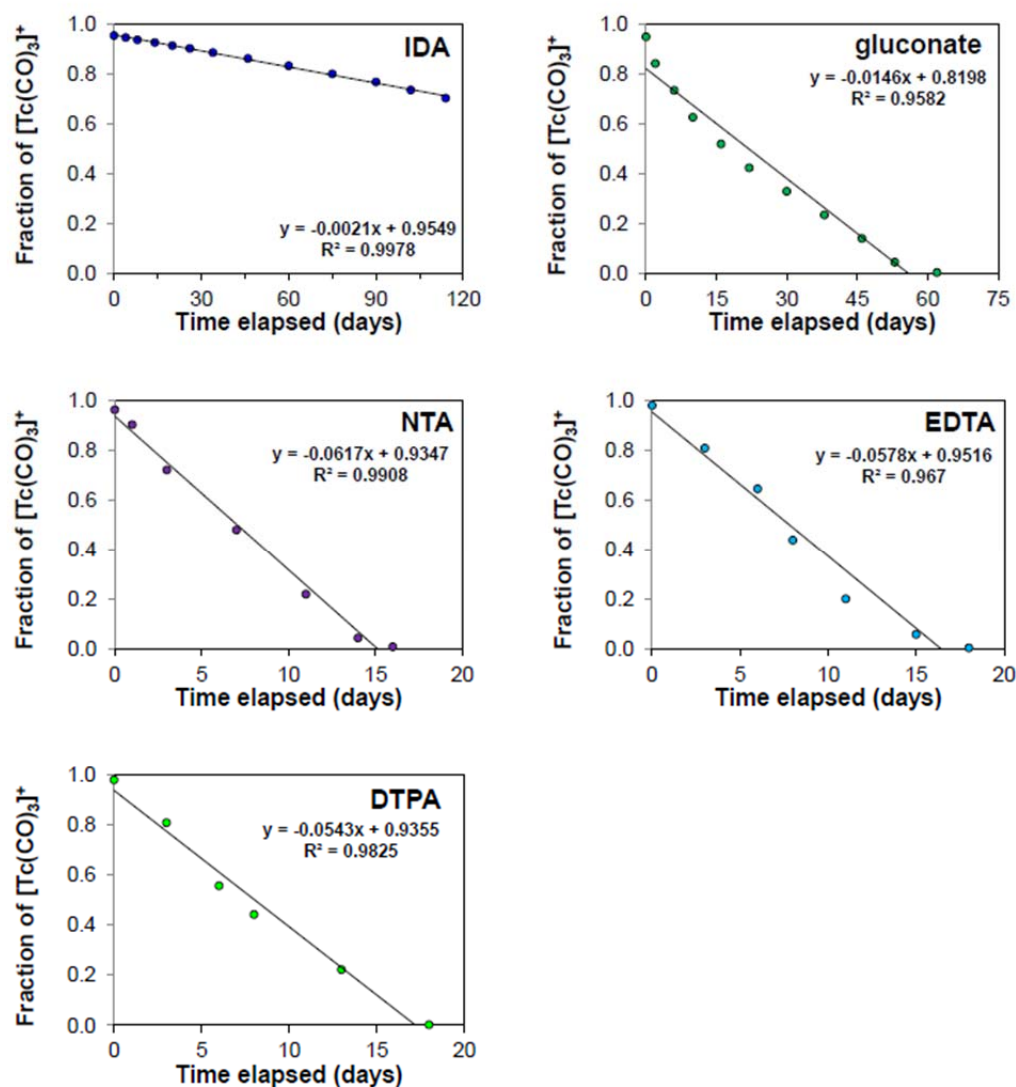 Fraction of [Tc(CO)₃]⁺
1.0
0.8
0.6
0.4
0.2
0.0
IDA
y = -0.0021x + 0.9549
R² = 0.9978
0 30 60 90 120
Time elapsed (days)
Fraction of [Tc(CO)₃]⁺
1.0
0.8
0.6
0.4
0.2
0.0
gluconate
y = -0.0146x + 0.8198
R² = 0.9582
0 15 30 45 60 75
Time elapsed (days)
Fraction of [Tc(CO)₃]⁺
1.0
0.8
0.6
0.4
0.2
0.0
NTA
y = -0.0617x + 0.9347
R² = 0.9908
0 5 10 15 20
Time elapsed (days)
Fraction of [Tc(CO)₃]⁺
1.0
0.8
0.6
0.4
0.2
0.0
EDTA
y = -0.0578x + 0.9516
R² = 0.967
0 5 10 15 20
Time elapsed (days)
Fraction of [Tc(CO)₃]⁺
1.0
0.8
0.6
0.4
0.2
0.0
DTPA
y = -0.0543x + 0.9355
R² = 0.9825
0 5 10 15 20
Time elapsed (days)